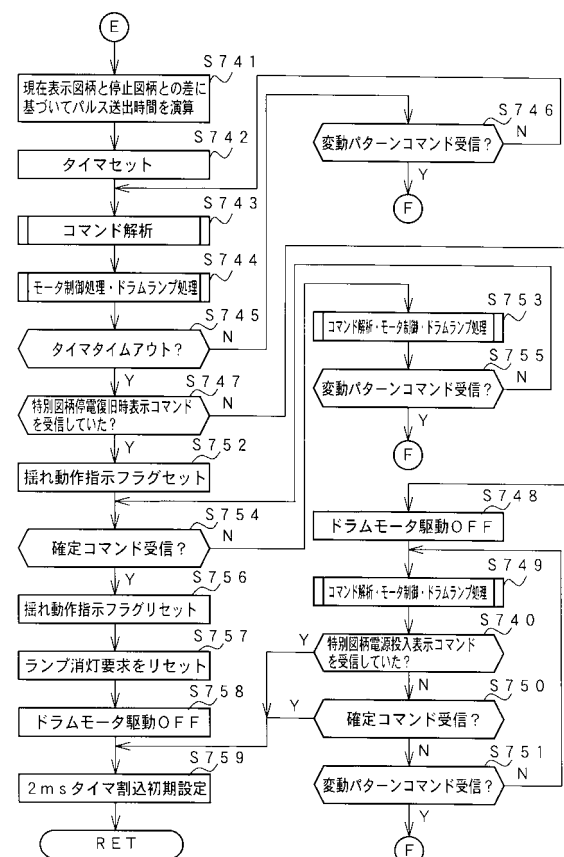 E
S741
現在表示図柄と停止図柄との差に
基づいてパルス送出時間を演算
S742
タイマセット
S743
コマンド解析
S744
モータ制御処理・ドラムランプ処理
S745
タイマタイムアウト?
N
Y
S747
特別図柄停電復旧時表示コマンド
を受信していた?
N
Y
S752
揺れ動作指示フラグセット
S754
確定コマンド受信?
N
Y
S756
揺れ動作指示フラグリセット
S757
ランプ消灯要求をリセット
S758
ドラムモータ駆動OFF
S759
2msタイマ割込初期設定
RET
S746
変動パターンコマンド受信?
N
Y
F
S753
コマンド解析・モータ制御・ドラムランプ処理
S755
変動パターンコマンド受信?
N
Y
F
S748
ドラムモータ駆動OFF
S749
コマンド解析・モータ制御・ドラムランプ処理
S740
特別図柄電源投入表示コマンド
を受信していた?
Y
N
S750
確定コマンド受信?
Y
N
S751
変動パターンコマンド受信?
N
Y
F